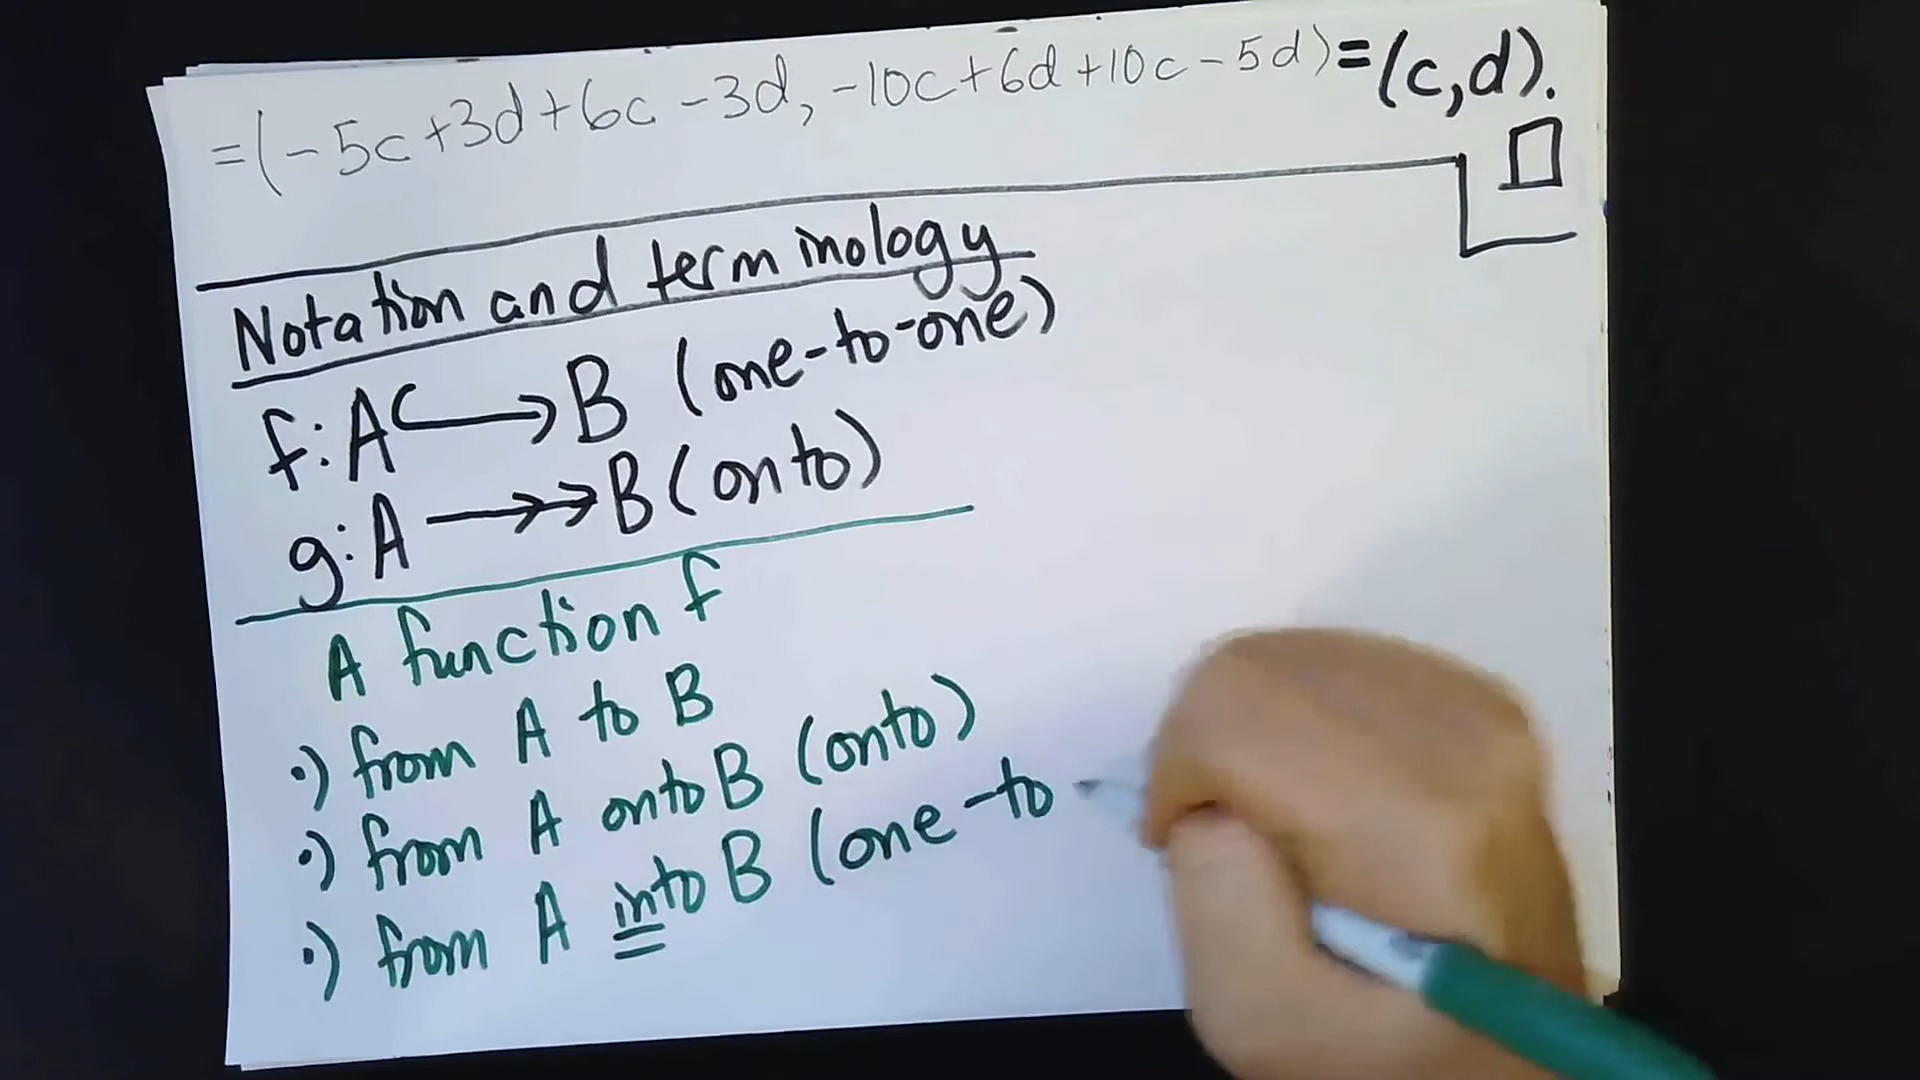 =(-5c+3d+6c-3d, -10c+6d+10c-5d)=(c,d).
□
Notation and terminology
f: A ↪ B (one-to-one)
g: A ↠ B (onto)
A function f
·) from A to B
·) from A onto B (onto)
·) from A into B (one-to